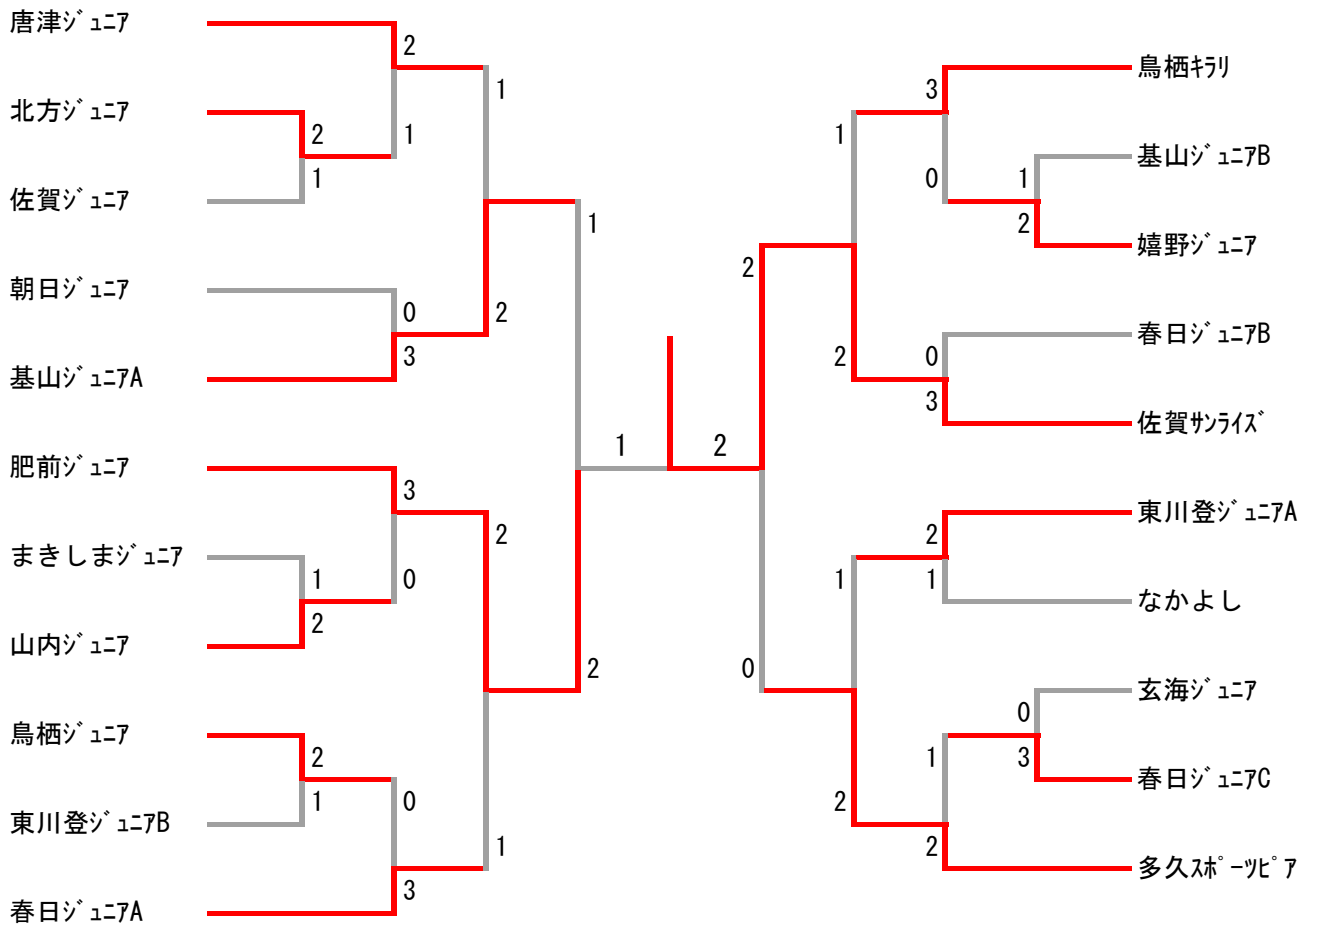 唐津ｼﾞｭﾆｱ
2
1
北方ｼﾞｭﾆｱ
2
1
1
佐賀ｼﾞｭﾆｱ
1
朝日ｼﾞｭﾆｱ
0
2
3
基山ｼﾞｭﾆｱA
肥前ｼﾞｭﾆｱ
3
2
まきしまｼﾞｭﾆｱ
1
0
2
山内ｼﾞｭﾆｱ
2
鳥栖ｼﾞｭﾆｱ
2
1
0
東川登ｼﾞｭﾆｱB
1
3
春日ｼﾞｭﾆｱA
1
2
鳥栖ｷﾗﾘ
3
1
基山ｼﾞｭﾆｱB
0
1
2
嬉野ｼﾞｭﾆｱ
2
春日ｼﾞｭﾆｱB
2
0
3
佐賀ｻﾝﾗｲｽﾞ
東川登ｼﾞｭﾆｱA
2
1
1
なかよし
0
玄海ｼﾞｭﾆｱ
0
1
3
春日ｼﾞｭﾆｱC
2
2
多久ｽﾎﾟｰﾂﾋﾟｱ